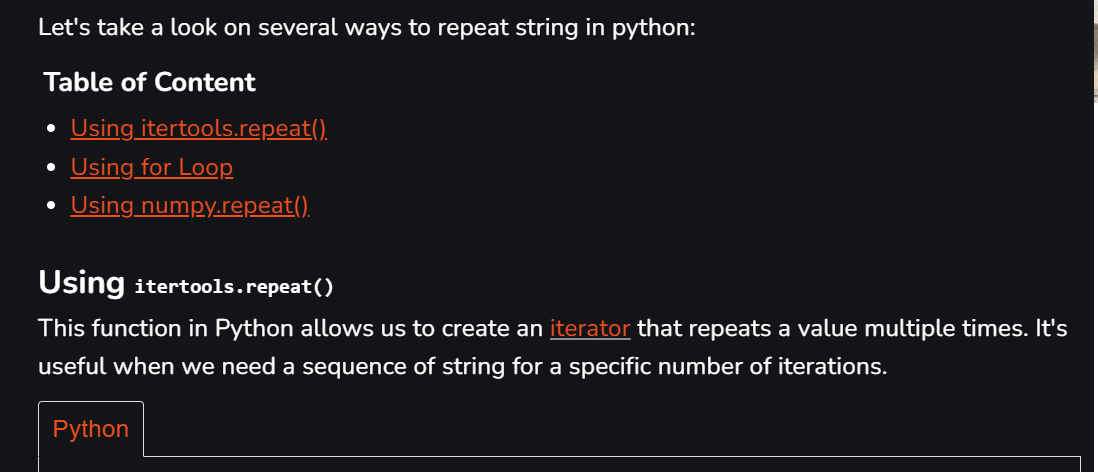 Let's take a look on several ways to repeat string in python:
Table of Content
Using itertools.repeat()
Using for Loop
Using numpy.repeat()
Using itertools.repeat()
This function in Python allows us to create an iterator that repeats a value multiple times. It's
useful when we need a sequence of string for a specific number of iterations.
Python